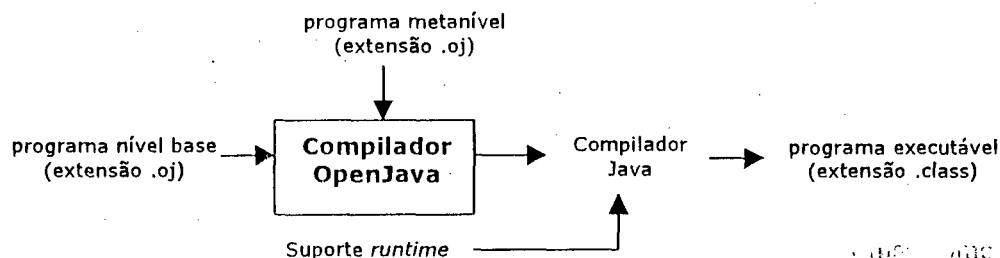 programa metanível
(extensão .oj)
programa nível base
(extensão .oj)
Compilador
OpenJava
Compilador
Java
programa executável
(extensão .class)
Suporte runtime